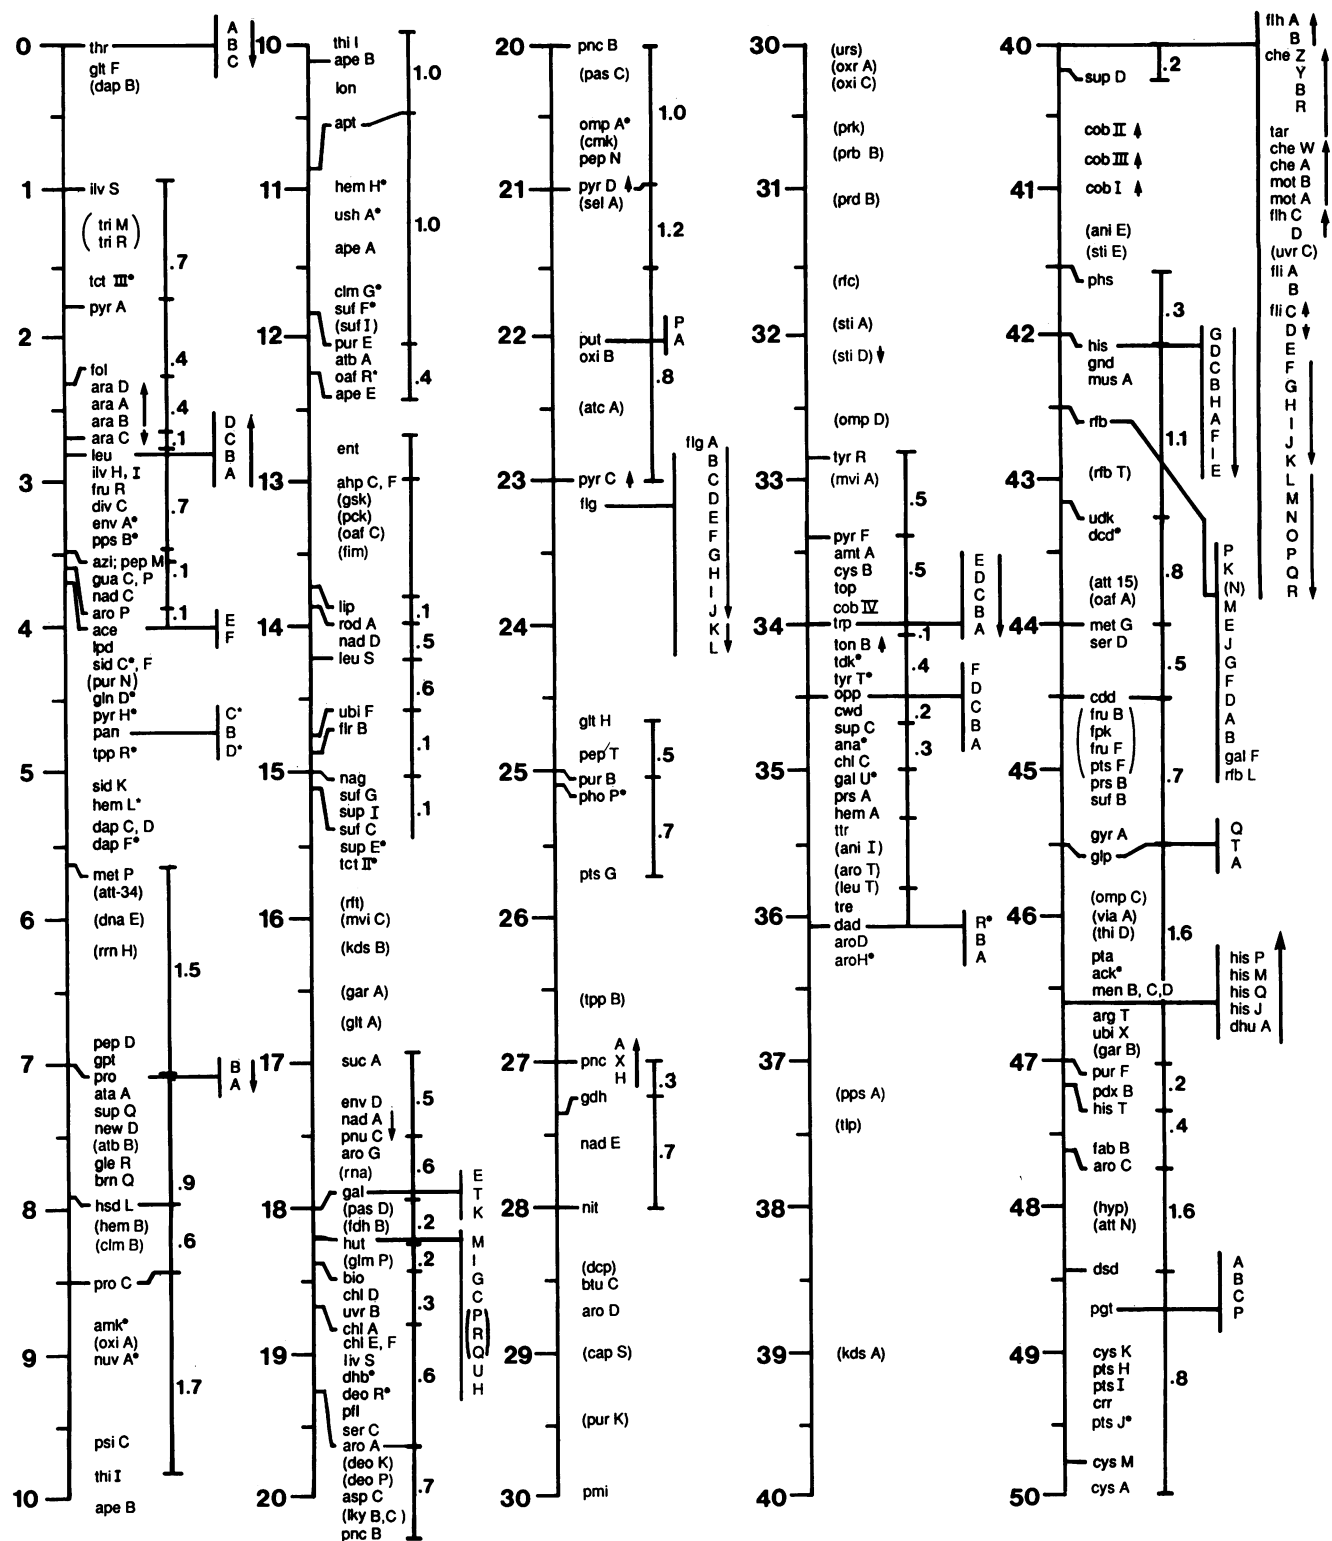 0
thr
A
B
C
glt F
(dap B)
1
ilv S
tri M
tri R
.7
tct III*
pyr A
2
.4
fol
ara D
ara A
.4
ara B
ara C
.1
D
C
B
A
leu
ilv H, I
3
fru R
div C
.7
env A*
pps B*
azi; pep M
gua C, P
.1
nad C
aro P
.1
4
ace
E
F
lpd
sid C*, F
(pur N)
gln D*
pyr H*
pan
C*
B
D*
tpp R*
5
sid K
hem L*
dap C, D
dap F*
met P
(att-34)
6
(dna E)
(rrn H)
1.5
pep D
gpt
7
pro
B
A
ata A
sup Q
new D
(atb B)
gle R
brn Q
.9
8
hsd L
(hem B)
(clm B)
.6
pro C
amk*
(oxi A)
9
nuv A*
1.7
psi C
thi I
10
ape B
10
thi I
ape B
1.0
lon
apt
11
hem H*
ush A*
1.0
ape A
clm G*
suf F*
(suf I)
12
pur E
atb A
oaf R*
.4
ape E
ent
13
ahp C, F
(gsk)
(pck)
(oaf C)
(fim)
lip
.1
14
rod A
nad D
.5
leu S
.6
ubi F
flr B
.1
15
nag
suf G
sup I
.1
suf C
sup E*
tct II*
16
(rft)
(mvi C)
(kds B)
(gar A)
(glt A)
17
suc A
env D
.5
nad A
pnu C
aro G
(rna)
.6
gal
E
T
K
18
(pas D)
(fdh B)
.2
hut
M
I
G
C
(P
R
Q)
U
H
(glm P)
.2
bio
chl D
.3
uvr B
chl A
chl E, F
19
liv S
dhb*
.6
deo R*
pfl
ser C
aro A
(deo K)
(deo P)
.7
20
asp C
(lky B,C )
pnc B
20
pnc B
(pas C)
1.0
omp A*
(cmk)
pep N
21
pyr D
(sel A)
1.2
22
put
P
A
oxi B
.8
(atc A)
23
pyr C
flg
flg A
B
C
D
E
F
G
H
I
J
K
L
24
glt H
pep T
.5
25
pur B
pho P*
.7
pts G
26
(tpp B)
27
pnc
A
X
H
.3
gdh
nad E
.7
28
nit
(dcp)
btu C
aro D
29
(cap S)
(pur K)
30
pmi
30
(urs)
(oxr A)
(oxi C)
(prk)
(prb B)
31
(prd B)
(rfc)
32
(sti A)
(sti D)
(omp D)
33
tyr R
(mvi A)
.5
pyr F
amt A
cys B
.5
top
cob IV
E
D
C
B
A
34
trp
.1
ton B
tdk*
.4
tyr T*
opp
F
D
C
B
A
cwd
.2
sup C
ana*
.3
chl C
35
gal U*
prs A
hem A
ttr
(ani I)
(aro T)
(leu T)
36
tre
dad
R*
B
A
aroD
aroH*
37
(pps A)
(tlp)
38
39
(kds A)
40
40
.2
sup D
cob II
cob III
41
cob I
(ani E)
(sti E)
phs
.3
42
his
G
D
C
B
H
A
F
I
E
gnd
mus A
rfb
1.1
43
(rfb T)
udk
dcd*
(att 15)
.8
(oaf A)
44
met G
ser D
.5
cdd
fru B
fpk
fru F
pts F
45
prs B
.7
suf B
gyr A
glp
Q
T
A
(omp C)
46
(via A)
(thi D)
1.6
pta
ack*
men B, C,D
his P
his M
his Q
his J
dhu A
arg T
ubi X
(gar B)
47
pur F
pdx B
.2
his T
.4
fab B
aro C
48
(hyp)
1.6
(att N)
dsd
pgt
A
B
C
P
49
cys K
pts H
pts I
.8
crr
pts J*
cys M
50
cys A
flh A
B
che Z
Y
B
R
tar
che W
che A
mot B
mot A
flh C
D
(uvr C)
fli A
B
fli C
D
E
F
G
H
I
J
K
L
M
N
O
P
Q
R
P
K
(N)
M
E
J
G
F
D
A
B
gal F
rfb L